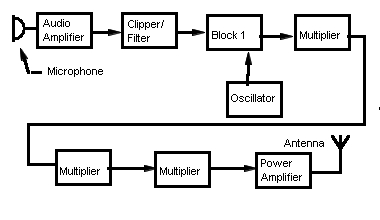 Audio
Amplifier
Clipper/
Filter
Block 1
Multiplier
Microphone
Oscillator
Antenna
Multiplier
Multiplier
Power
Amplifier